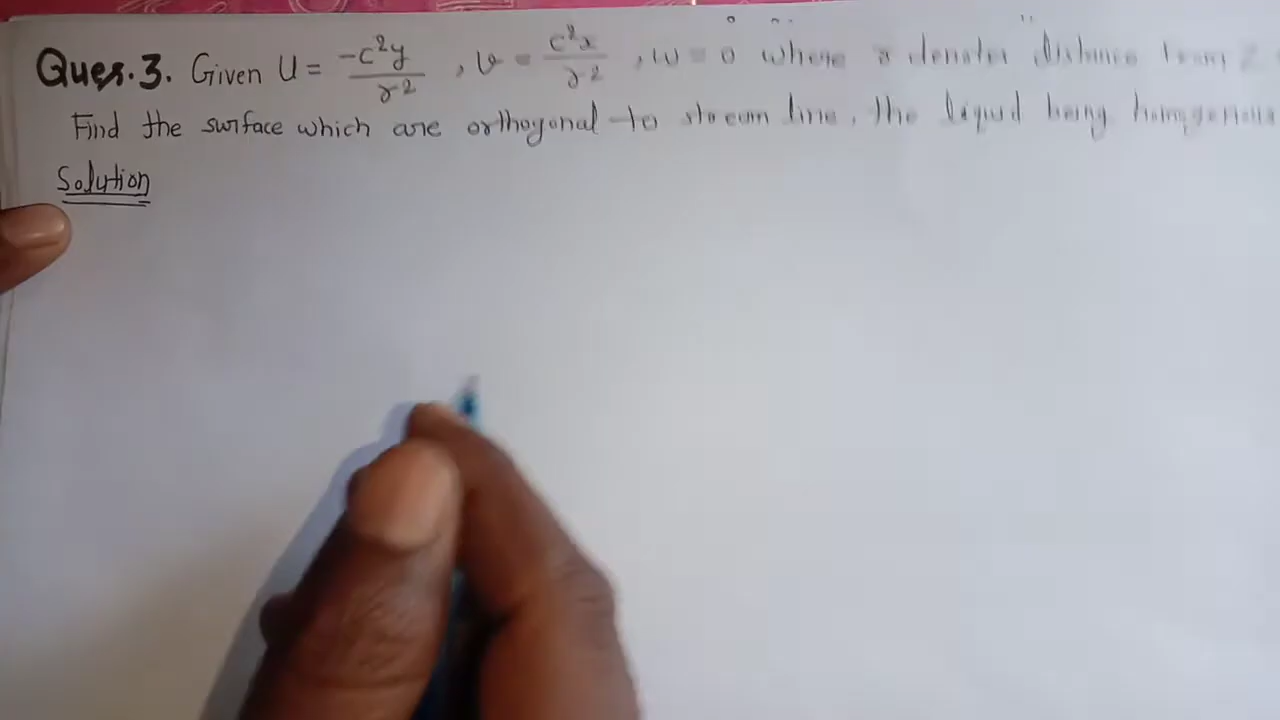 Ques.3. Given U = -c²y/r² , v = c²x/r² , w = 0 where r denotes distance from Z
Find the surface which are orthogonal to stream line, the liquid being homogeneous
Solution